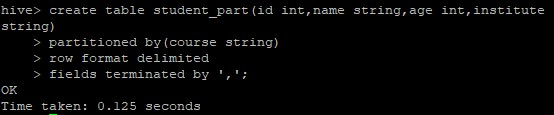 hive> create table student_part(id int,name string,age int,institute
string)
    > partitioned by(course string)
    > row format delimited
    > fields terminated by ',';
OK
Time taken: 0.125 seconds